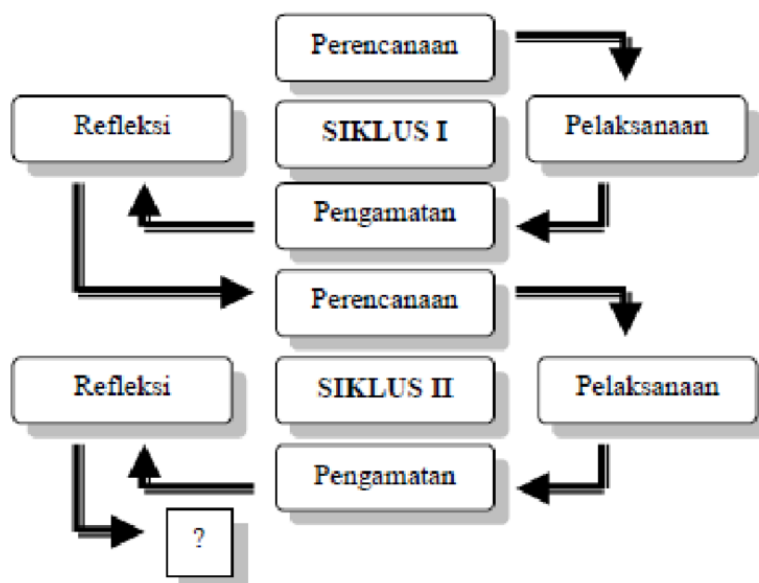 Perencanaan
Refleksi
SIKLUS I
Pelaksanaan
Pengamatan
Perencanaan
Refleksi
SIKLUS II
Pelaksanaan
Pengamatan
?